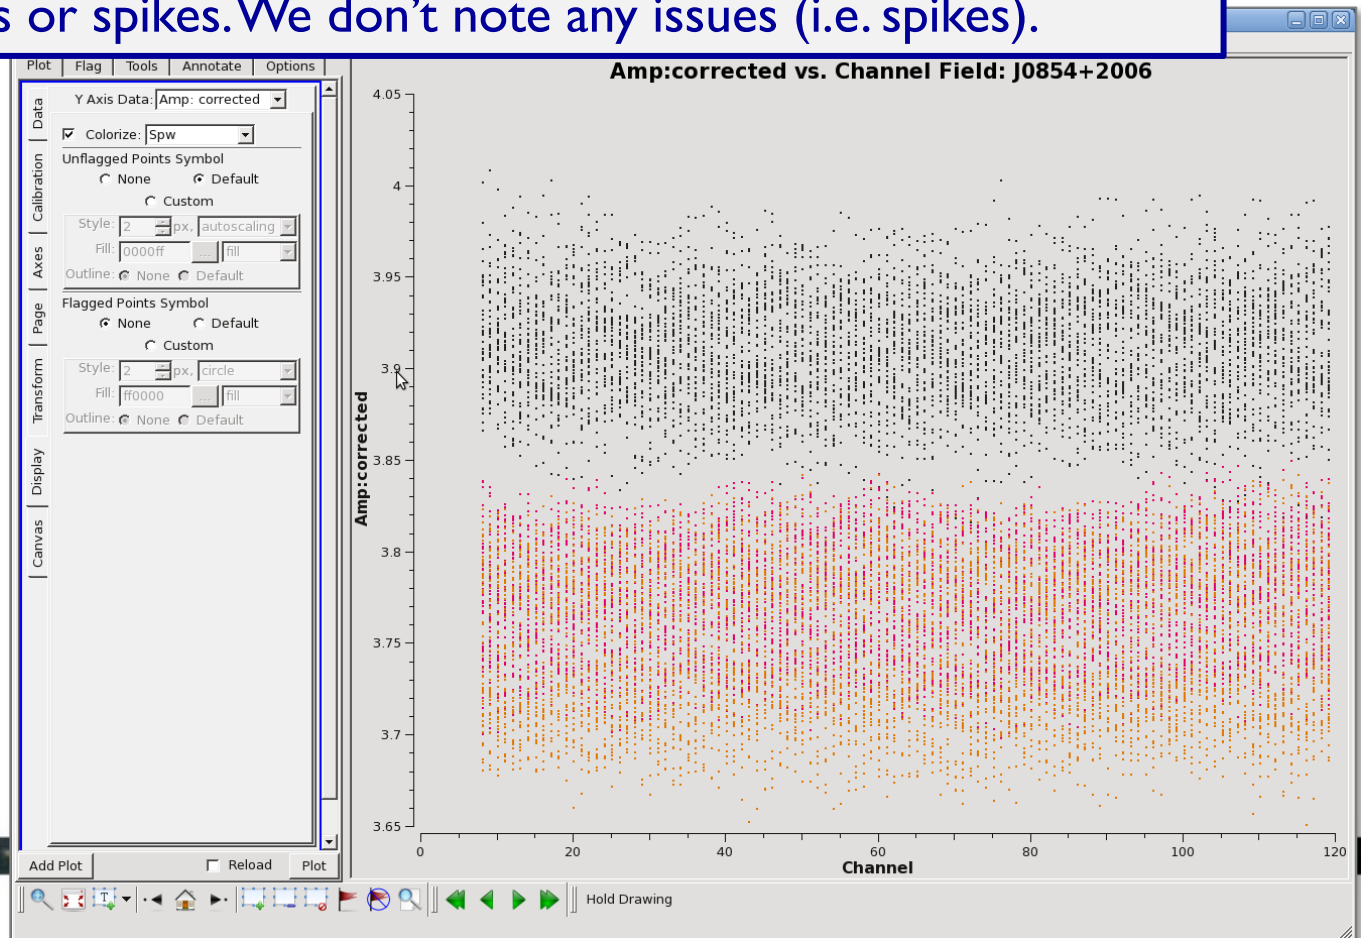 s or spikes. We don't note any issues (i.e. spikes).
Plot Flag Tools Annotate Options
Data
Calibration
Axes
Page
Transform
Display
Canvas
Y Axis Data: Amp: corrected
Colorize: Spw
Unflagged Points Symbol
None Default
Custom
Style: 2 px, autoscaling
Fill: 0000ff ... fill
Outline: None Default
Flagged Points Symbol
None Default
Custom
Style: 2 px, circle
Fill: ff0000 ... fill
Outline: None Default
Add Plot Reload Plot
Amp:corrected vs. Channel Field: J0854+2006
Amp:corrected
4.05
4
3.95
3.9
3.85
3.8
3.75
3.7
3.65
0 20 40 60 80 100 120
Channel
T
Hold Drawing